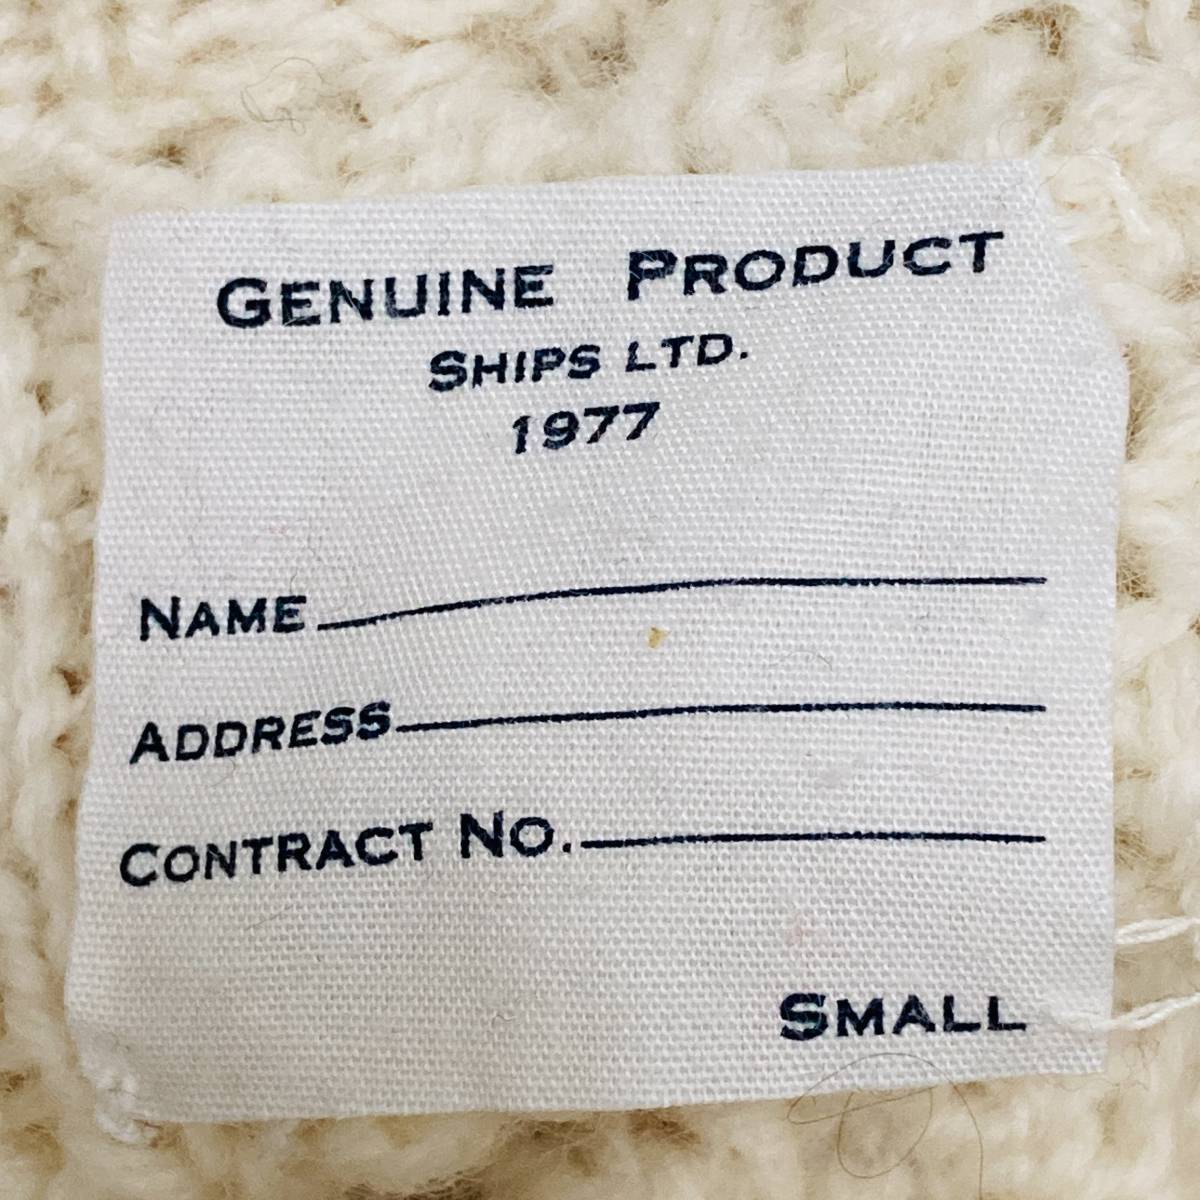 GENUINE PRODUCT
SHIPS LTD.
1977
NAME
ADDRESS
CONTRACT NO.
SMALL